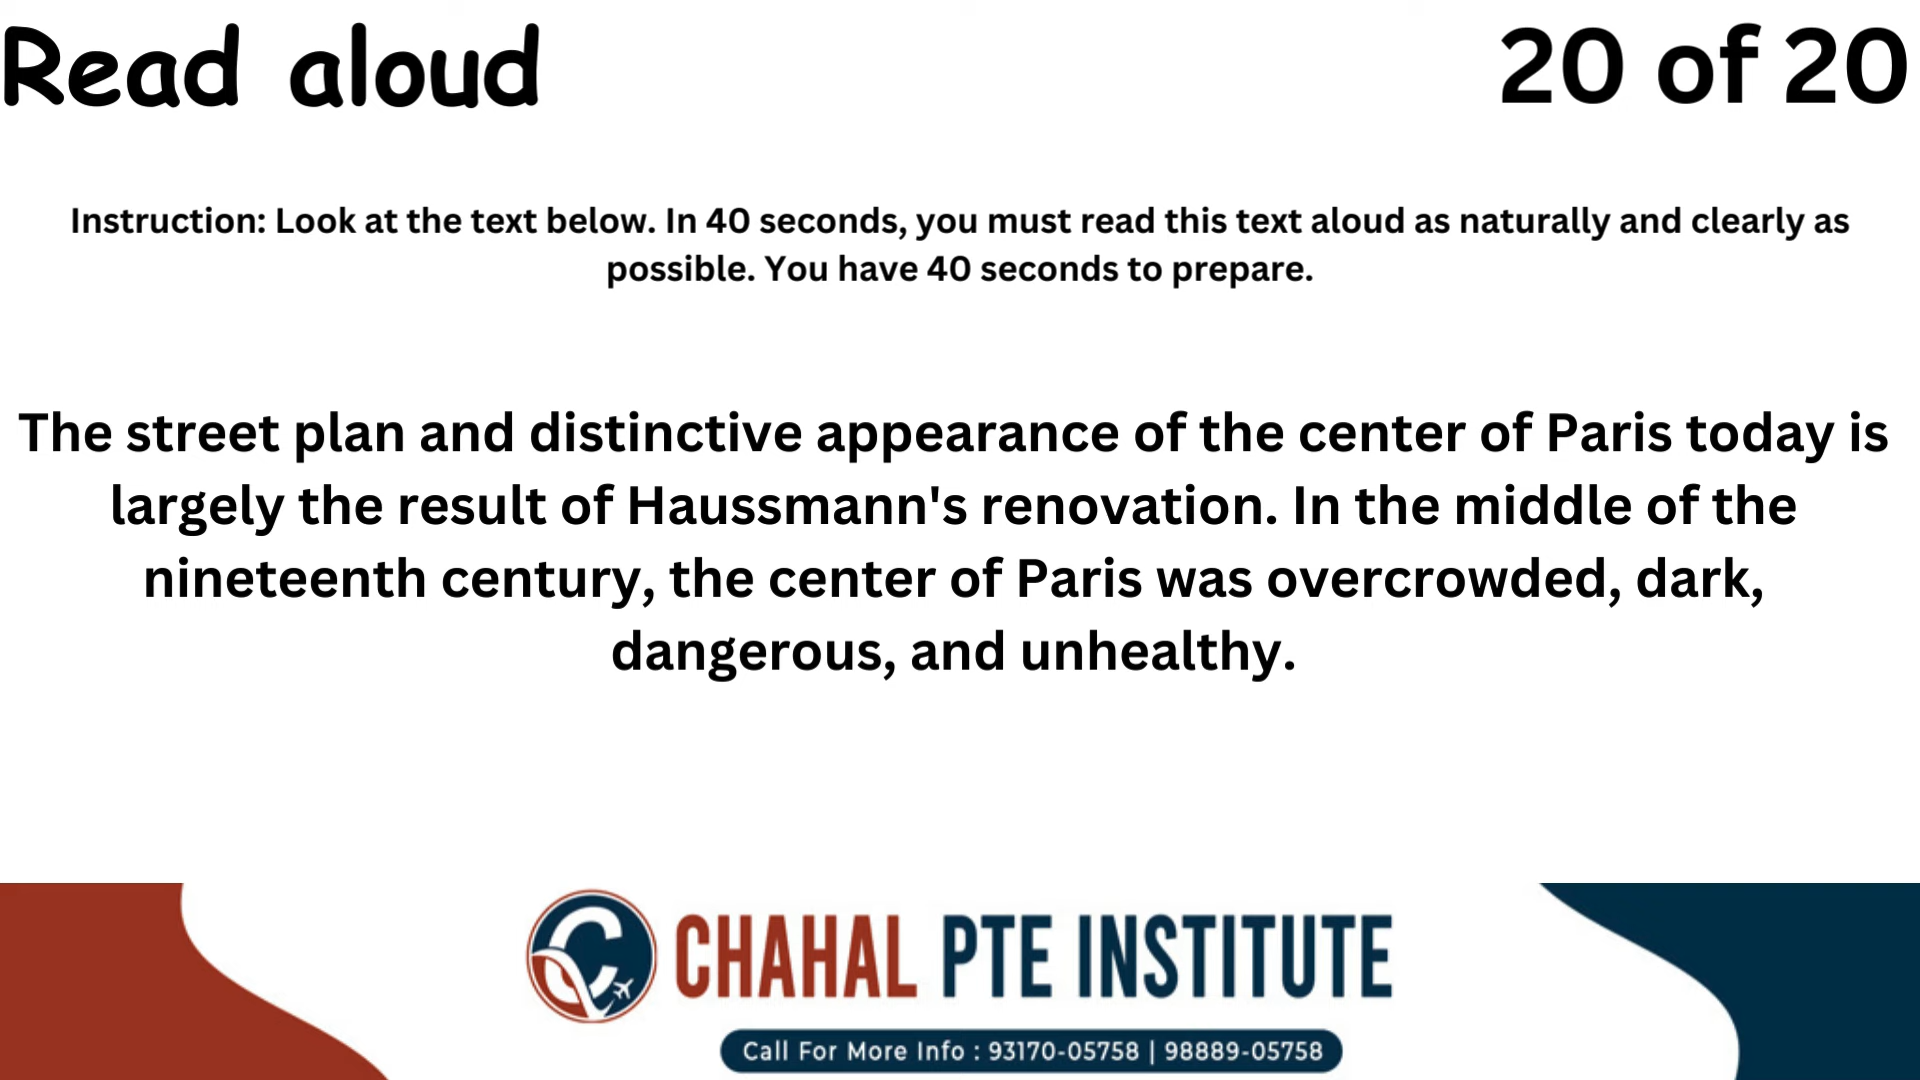 Read aloud
20 of 20
Instruction: Look at the text below. In 40 seconds, you must read this text aloud as naturally and clearly as
possible. You have 40 seconds to prepare.
The street plan and distinctive appearance of the center of Paris today is
largely the result of Haussmann's renovation. In the middle of the
nineteenth century, the center of Paris was overcrowded, dark,
dangerous, and unhealthy.
CHAHAL PTE INSTITUTE
Call For More Info : 93170-05758 | 98889-05758